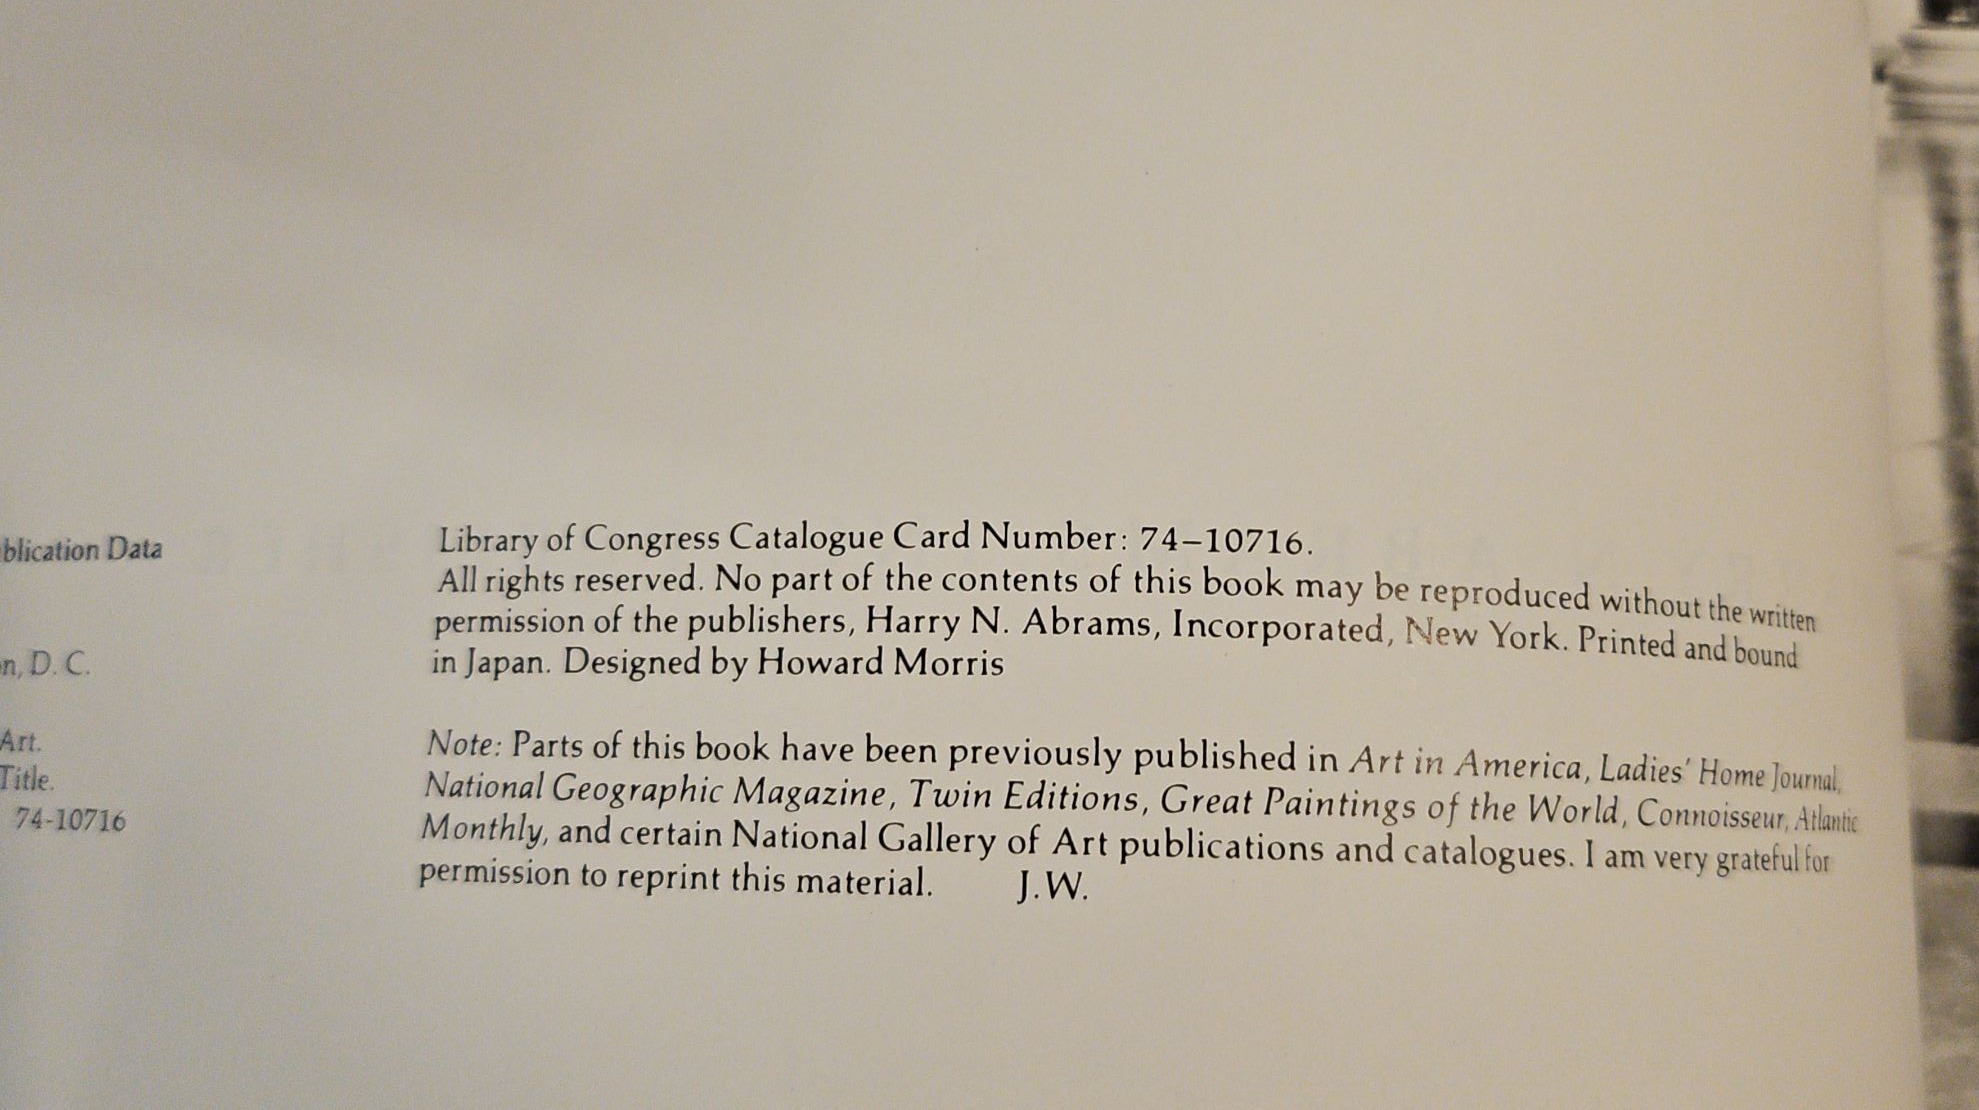 blication Data
n, D. C.
Art.
Title.
74-10716
Library of Congress Catalogue Card Number: 74–10716.
All rights reserved. No part of the contents of this book may be reproduced without the written
permission of the publishers, Harry N. Abrams, Incorporated, New York. Printed and bound
in Japan. Designed by Howard Morris
Note: Parts of this book have been previously published in Art in America, Ladies' Home Journal,
National Geographic Magazine, Twin Editions, Great Paintings of the World, Connoisseur, Atlantic
Monthly, and certain National Gallery of Art publications and catalogues. I am very grateful for
permission to reprint this material. J.W.